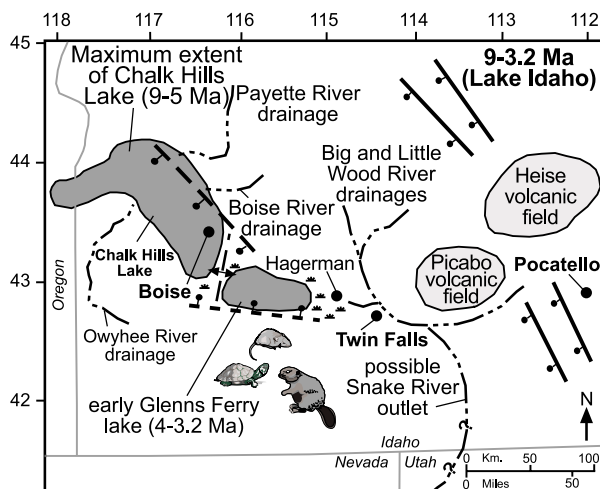 118
117
116
115
114
113
112
45
44
43
42
Maximum extent
of Chalk Hills
Lake (9-5 Ma)
9-3.2 Ma
(Lake Idaho)
Payette River
drainage
Big and Little
Wood River
drainages
Heise
volcanic
field
Boise River
drainage
Chalk Hills
Lake
Hagerman
Picabo
volcanic
field
Pocatello
Boise
Oregon
Owyhee River
drainage
Twin Falls
possible
Snake River
outlet
early Glenns Ferry
lake (4-3.2 Ma)
N
?
Idaho
Nevada
Utah
?
0 Km. 50 100
0 50
Miles